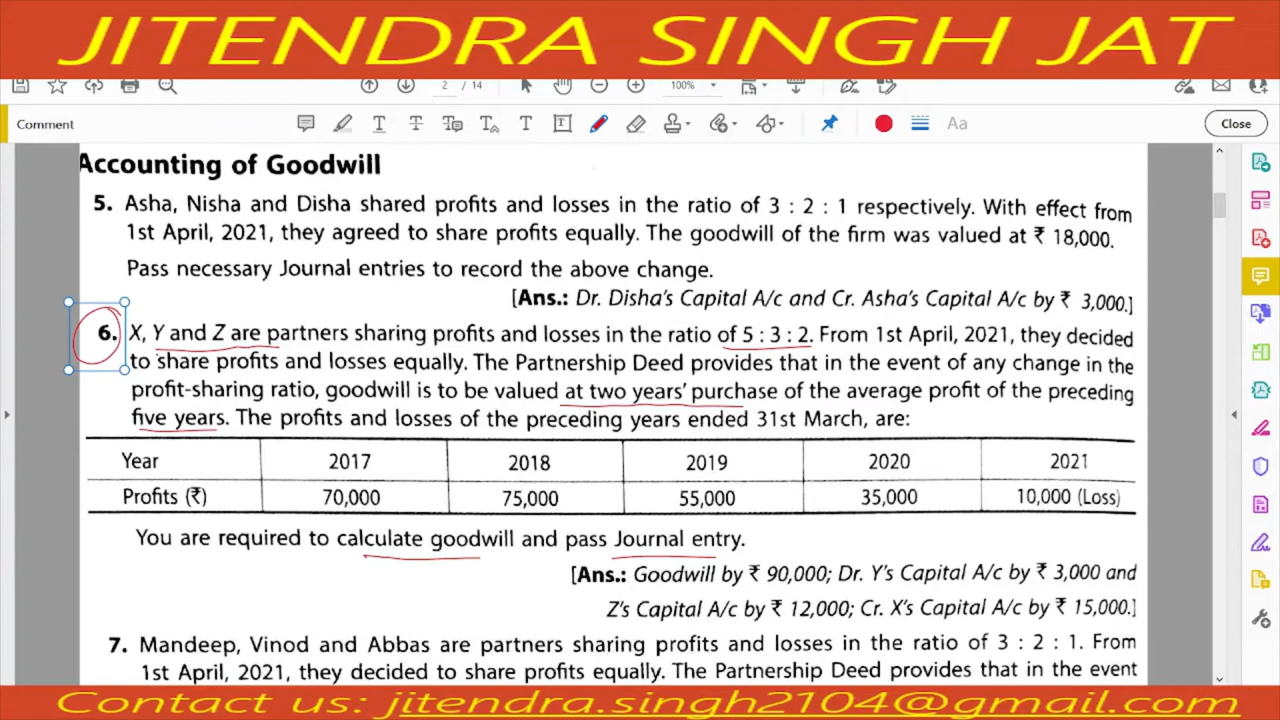 JITENDRA SINGH JAT
2 / 14
100%
Comment
Aa
Close
Accounting of Goodwill
5. Asha, Nisha and Disha shared profits and losses in the ratio of 3 : 2 : 1 respectively. With effect from
1st April, 2021, they agreed to share profits equally. The goodwill of the firm was valued at ₹ 18,000.
Pass necessary Journal entries to record the above change.
[Ans.: Dr. Disha's Capital A/c and Cr. Asha's Capital A/c by ₹ 3,000.]
6. X, Y and Z are partners sharing profits and losses in the ratio of 5 : 3 : 2. From 1st April, 2021, they decided
to share profits and losses equally. The Partnership Deed provides that in the event of any change in the
profit-sharing ratio, goodwill is to be valued at two years' purchase of the average profit of the preceding
five years. The profits and losses of the preceding years ended 31st March, are:
Year 2017 2018 2019 2020 2021
Profits (₹) 70,000 75,000 55,000 35,000 10,000 (Loss)
You are required to calculate goodwill and pass Journal entry.
[Ans.: Goodwill by ₹ 90,000; Dr. Y's Capital A/c by ₹ 3,000 and
Z's Capital A/c by ₹ 12,000; Cr. X's Capital A/c by ₹ 15,000.]
7. Mandeep, Vinod and Abbas are partners sharing profits and losses in the ratio of 3 : 2 : 1. From
1st April, 2021, they decided to share profits equally. The Partnership Deed provides that in the event
Contact us: jitendra.singh2104@gmail.com